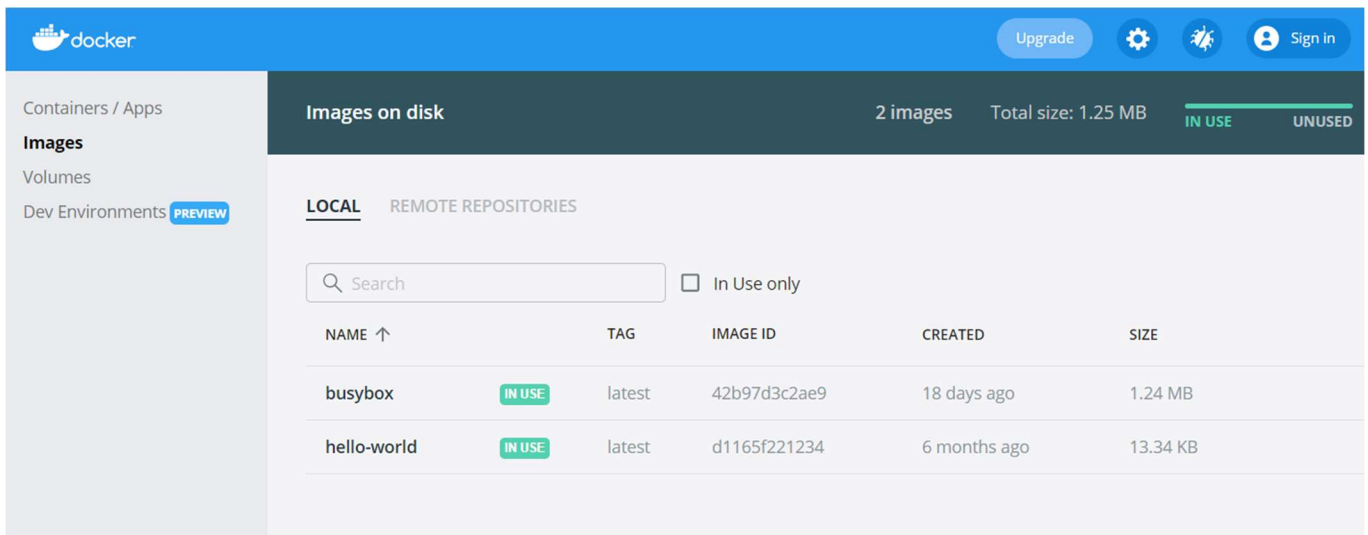 docker Upgrade Sign in
Containers / Apps
Images
Volumes
Dev Environments PREVIEW
Images on disk 2 images Total size: 1.25 MB IN USE UNUSED
LOCAL REMOTE REPOSITORIES
Search In Use only
NAME TAG IMAGE ID CREATED SIZE
busybox IN USE latest 42b97d3c2ae9 18 days ago 1.24 MB
hello-world IN USE latest d1165f221234 6 months ago 13.34 KB